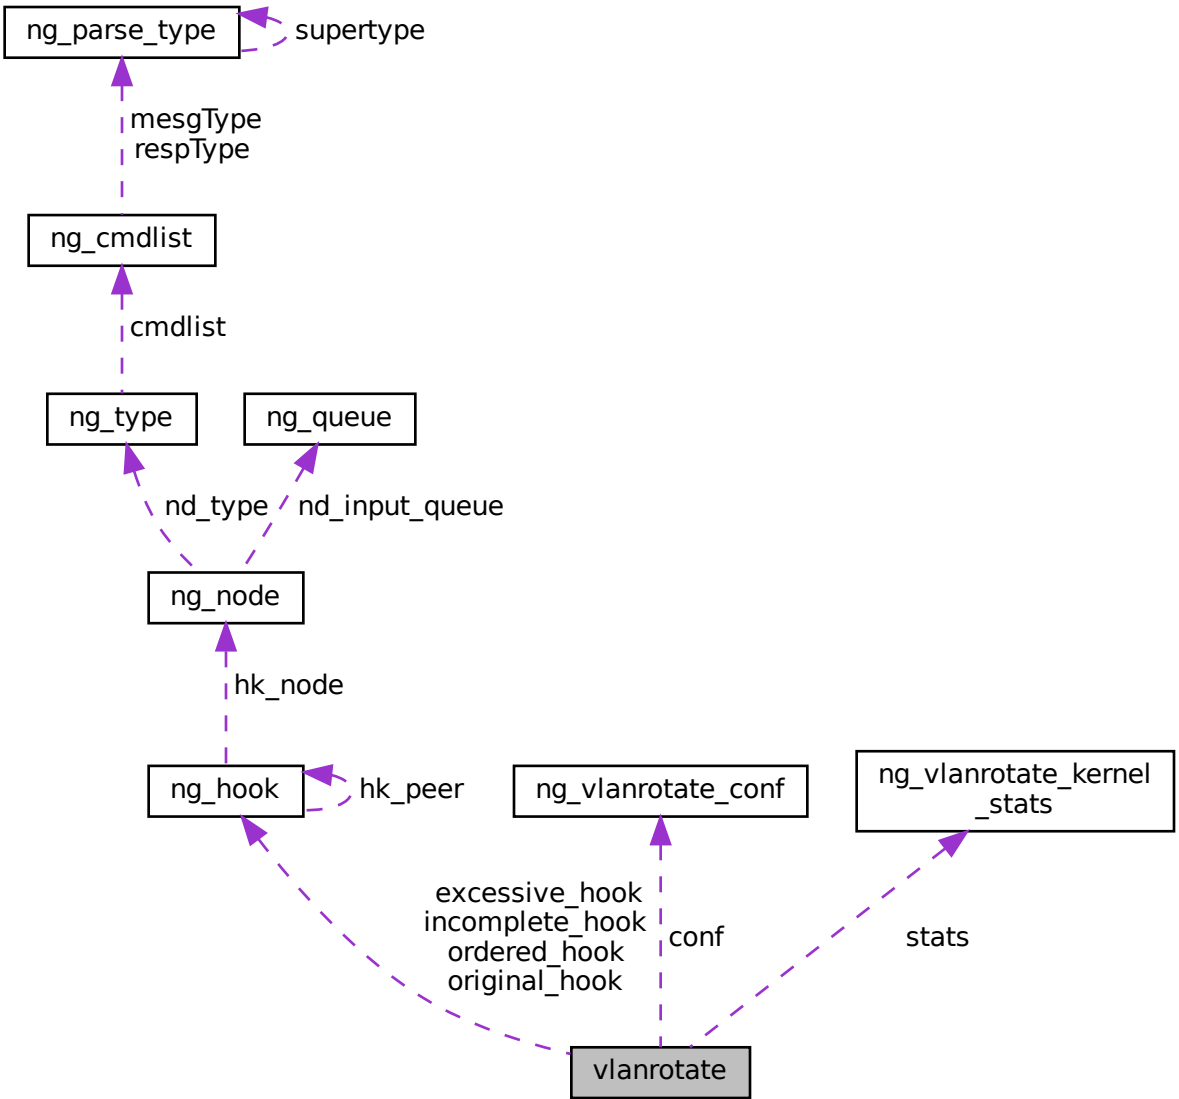 ng_parse_type
supertype
mesgType
respType
ng_cmdlist
cmdlist
ng_type
ng_queue
nd_type
nd_input_queue
ng_node
hk_node
ng_hook
hk_peer
ng_vlanrotate_conf
ng_vlanrotate_kernel
_stats
excessive_hook
incomplete_hook
ordered_hook
original_hook
conf
stats
vlanrotate